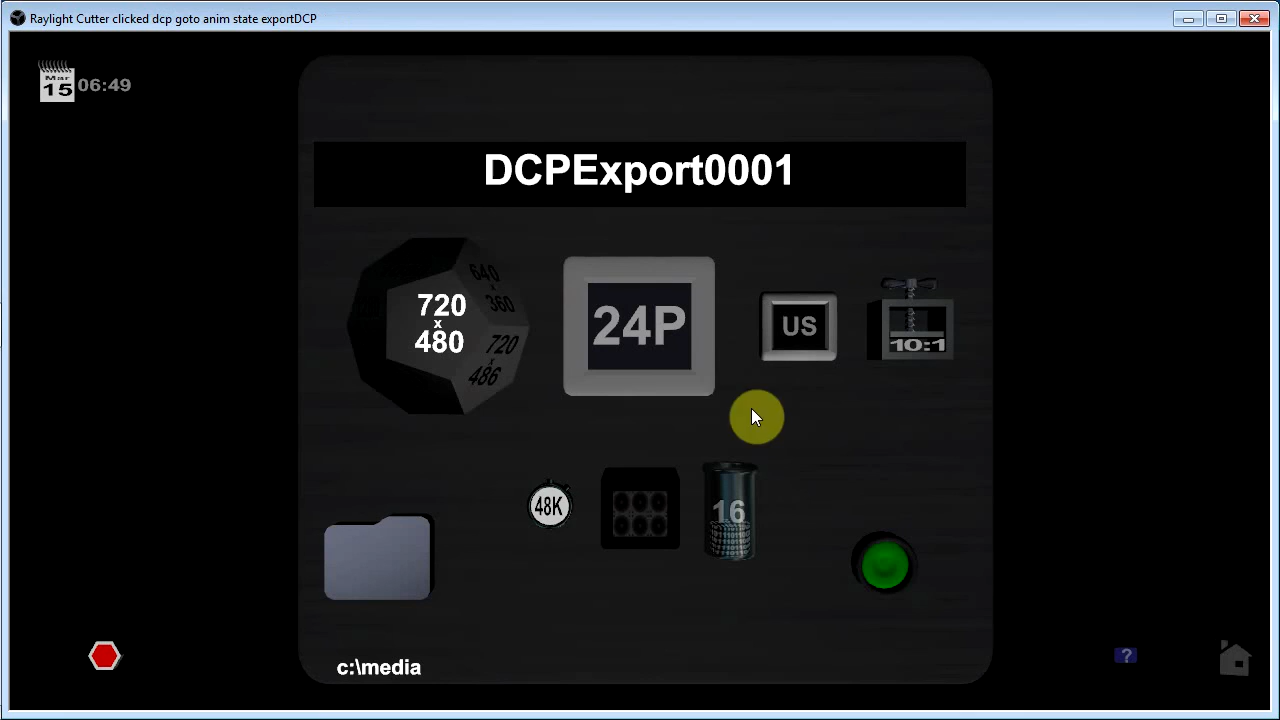 Raylight Cutter clicked dcp goto anim state exportDCP
Mar
15
06:49
DCPExport0001
720
x
480
640
x
360
720
x
486
24P
US
10:1
48K
16
c:\media
?